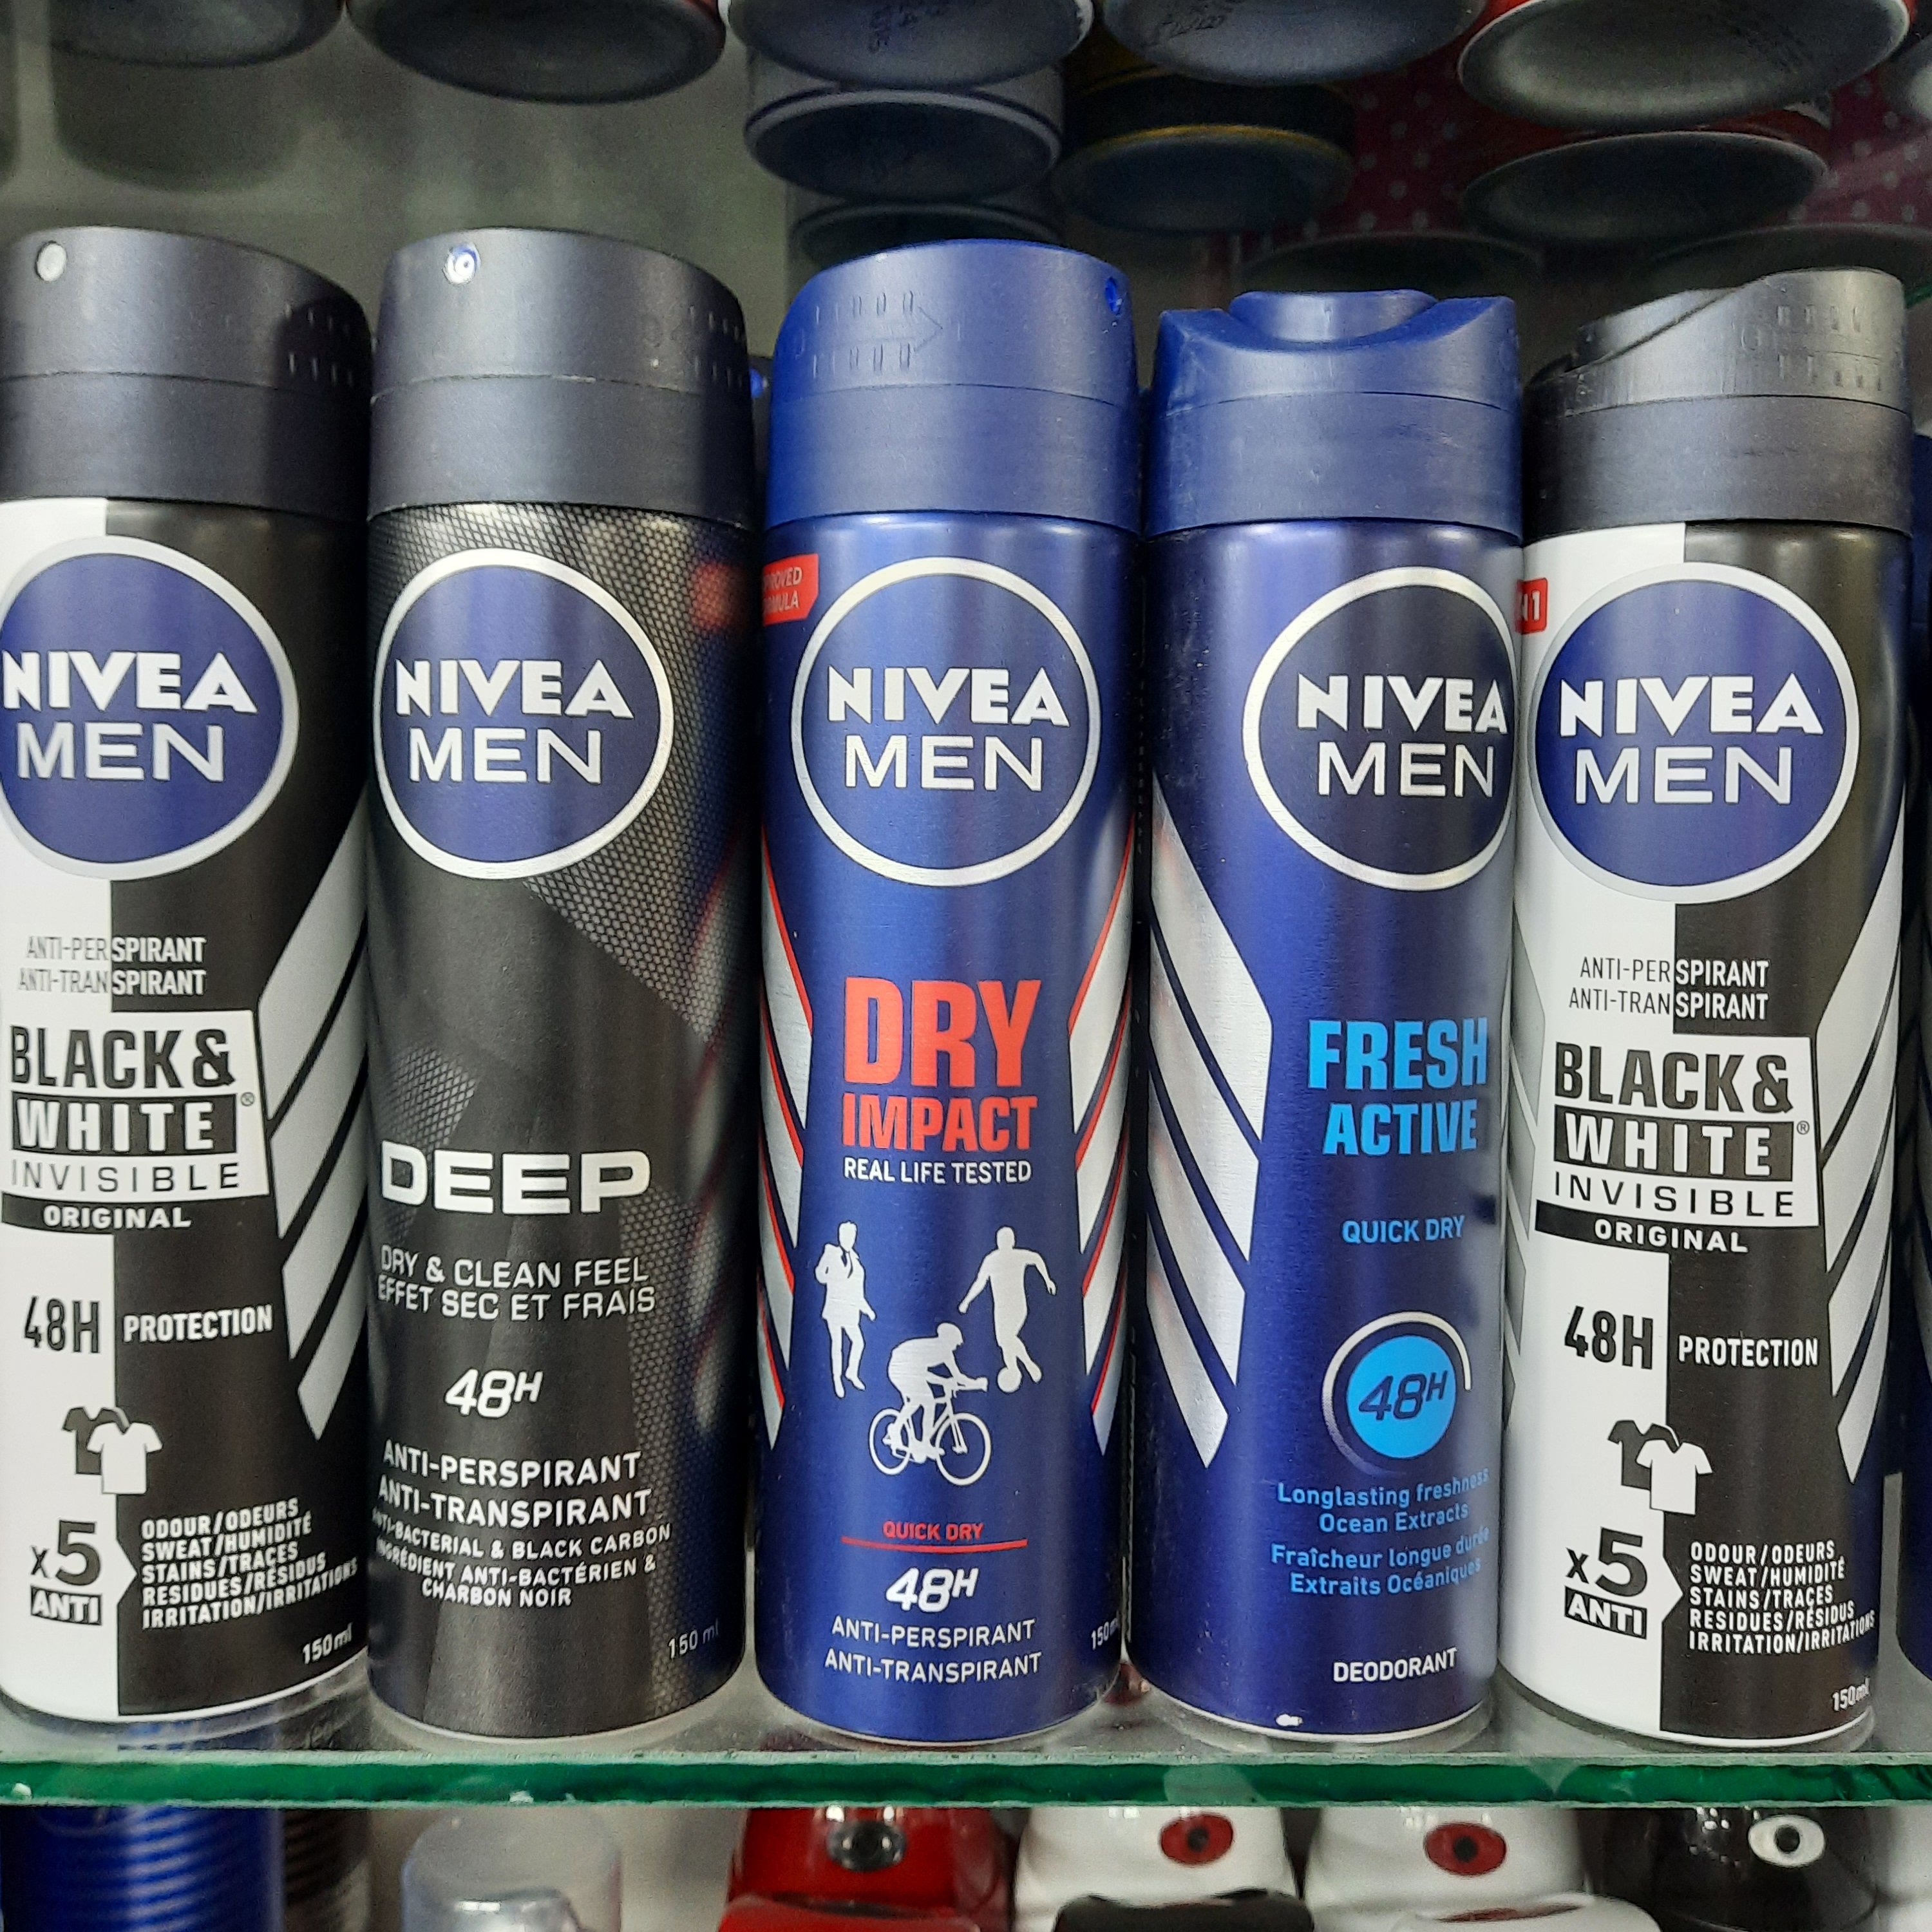 NIVEA
MEN
ANTI-PERSPIRANT
ANTI-TRANSPIRANT
BLACK &
WHITE®
INVISIBLE
ORIGINAL
48H PROTECTION
x5
ANTI
ODOUR/ODEURS
SWEAT/HUMIDITÉ
STAINS/TRACES
RESIDUES/RÉSIDUS
IRRITATION/IRRITATIONS
150ml
NIVEA
MEN
DEEP
DRY & CLEAN FEEL
EFFET SEC ET FRAIS
48H
ANTI-PERSPIRANT
ANTI-TRANSPIRANT
ANTI-BACTERIAL & BLACK CARBON
INGRÉDIENT ANTI-BACTÉRIEN &
CHARBON NOIR
150 ml
NIVEA
MEN
DRY
IMPACT
REAL LIFE TESTED
QUICK DRY
48H
ANTI-PERSPIRANT
ANTI-TRANSPIRANT
150ml
NIVEA
MEN
FRESH
ACTIVE
QUICK DRY
48H
Longlasting freshness
Ocean Extracts
Fraîcheur longue durée
Extraits Océaniques
DEODORANT
NIVEA
MEN
ANTI-PERSPIRANT
ANTI-TRANSPIRANT
BLACK &
WHITE®
INVISIBLE
ORIGINAL
48H PROTECTION
x5
ANTI
ODOUR/ODEURS
SWEAT/HUMIDITÉ
STAINS/TRACES
RESIDUES/RÉSIDUS
IRRITATION/IRRITATIONS
150ml